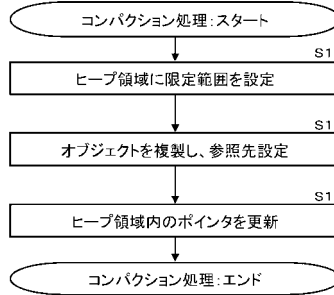 コンパクション処理：スタート
S1
ヒープ領域に限定範囲を設定
S1
オブジェクトを複製し、参照先設定
S1
ヒープ領域内のポインタを更新
コンパクション処理：エンド